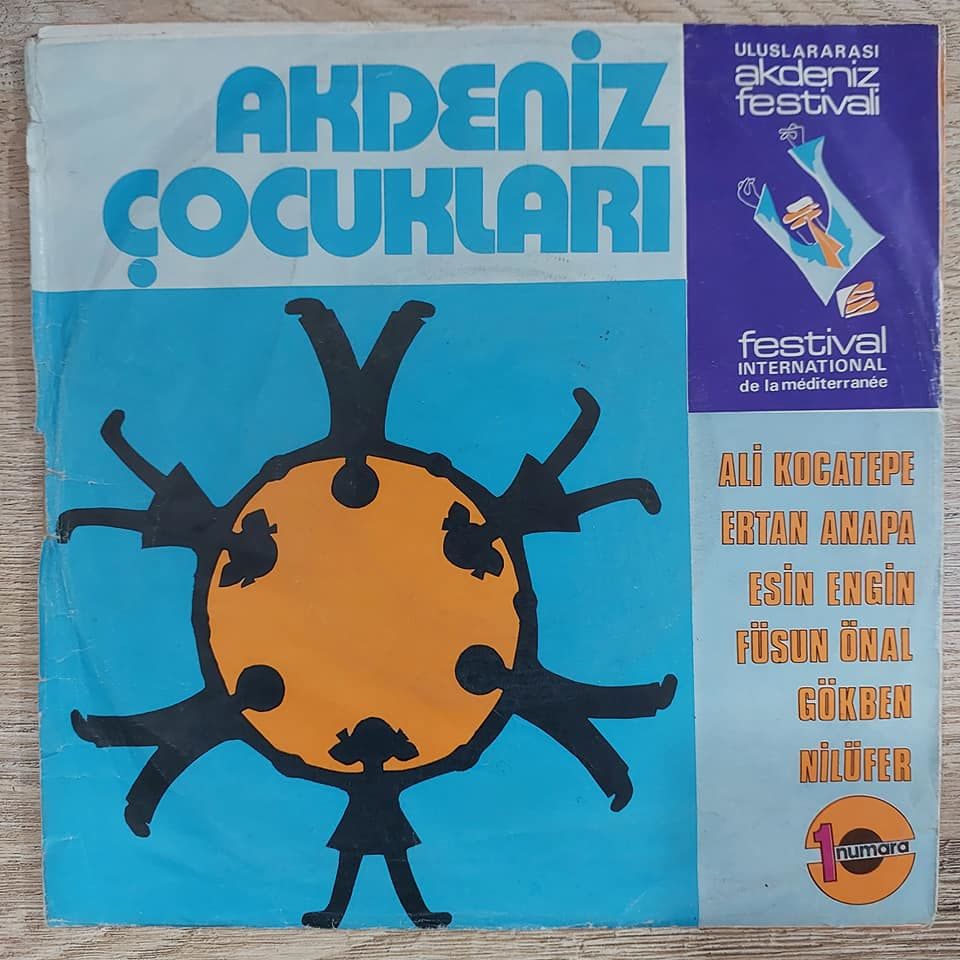 AKDENİZ
ÇOCUKLARI
ULUSLARARASI
akdeniz
festivali
festival
INTERNATIONAL
de la méditerranée
ALİ KOCATEPE
ERTAN ANAPA
ESİN ENGİN
FÜSUN ÖNAL
GÖKBEN
NİLÜFER
1 numara